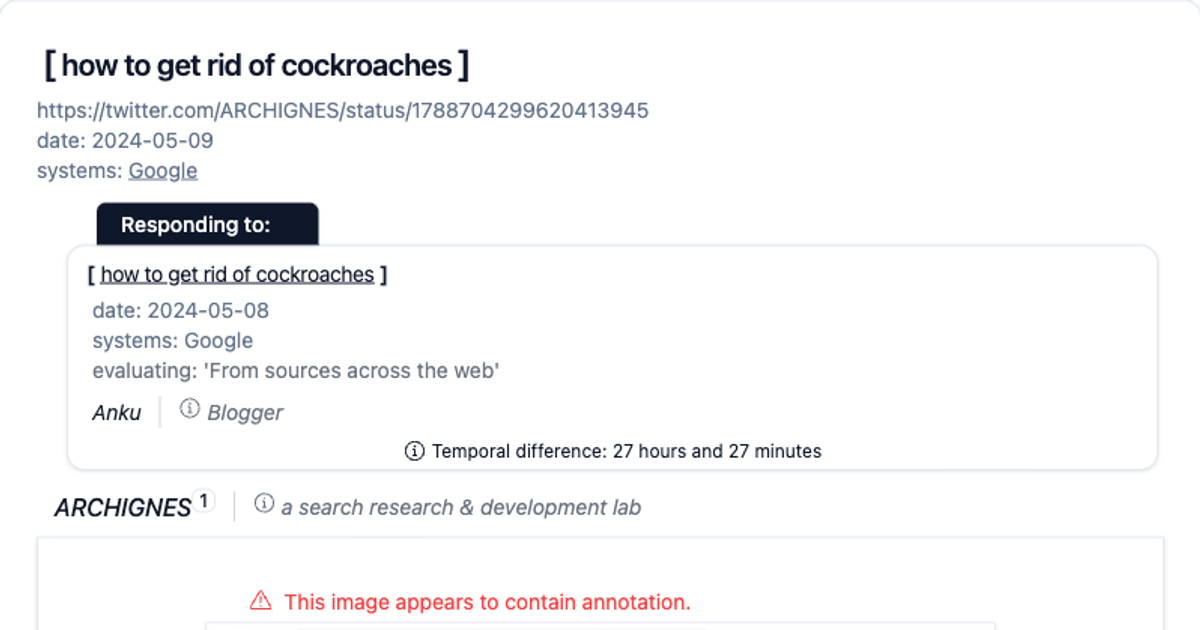 [ how to get rid of cockroaches ]
https://twitter.com/ARCHIGNES/status/1788704299620413945
date: 2024-05-09
systems: Google
Responding to:
[ how to get rid of cockroaches ]
date: 2024-05-08
systems: Google
evaluating: 'From sources across the web'
Anku
Blogger
Temporal difference: 27 hours and 27 minutes
ARCHIGNES 1
a search research & development lab
This image appears to contain annotation.